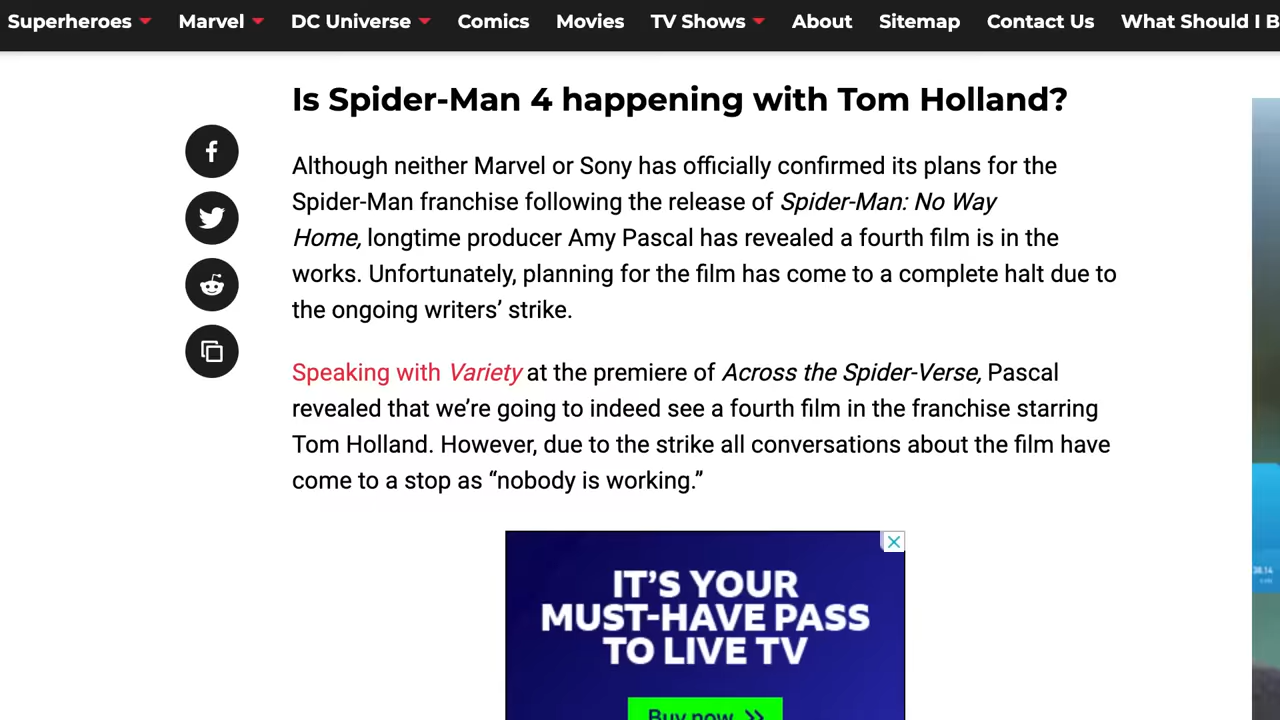 Superheroes Marvel DC Universe Comics Movies TV Shows About Sitemap Contact Us What Should I B
Is Spider-Man 4 happening with Tom Holland?
Although neither Marvel or Sony has officially confirmed its plans for the
Spider-Man franchise following the release of Spider-Man: No Way
Home, longtime producer Amy Pascal has revealed a fourth film is in the
works. Unfortunately, planning for the film has come to a complete halt due to
the ongoing writers’ strike.
Speaking with Variety at the premiere of Across the Spider-Verse, Pascal
revealed that we’re going to indeed see a fourth film in the franchise starring
Tom Holland. However, due to the strike all conversations about the film have
come to a stop as “nobody is working.”
IT’S YOUR
MUST-HAVE PASS
TO LIVE TV
Buy now